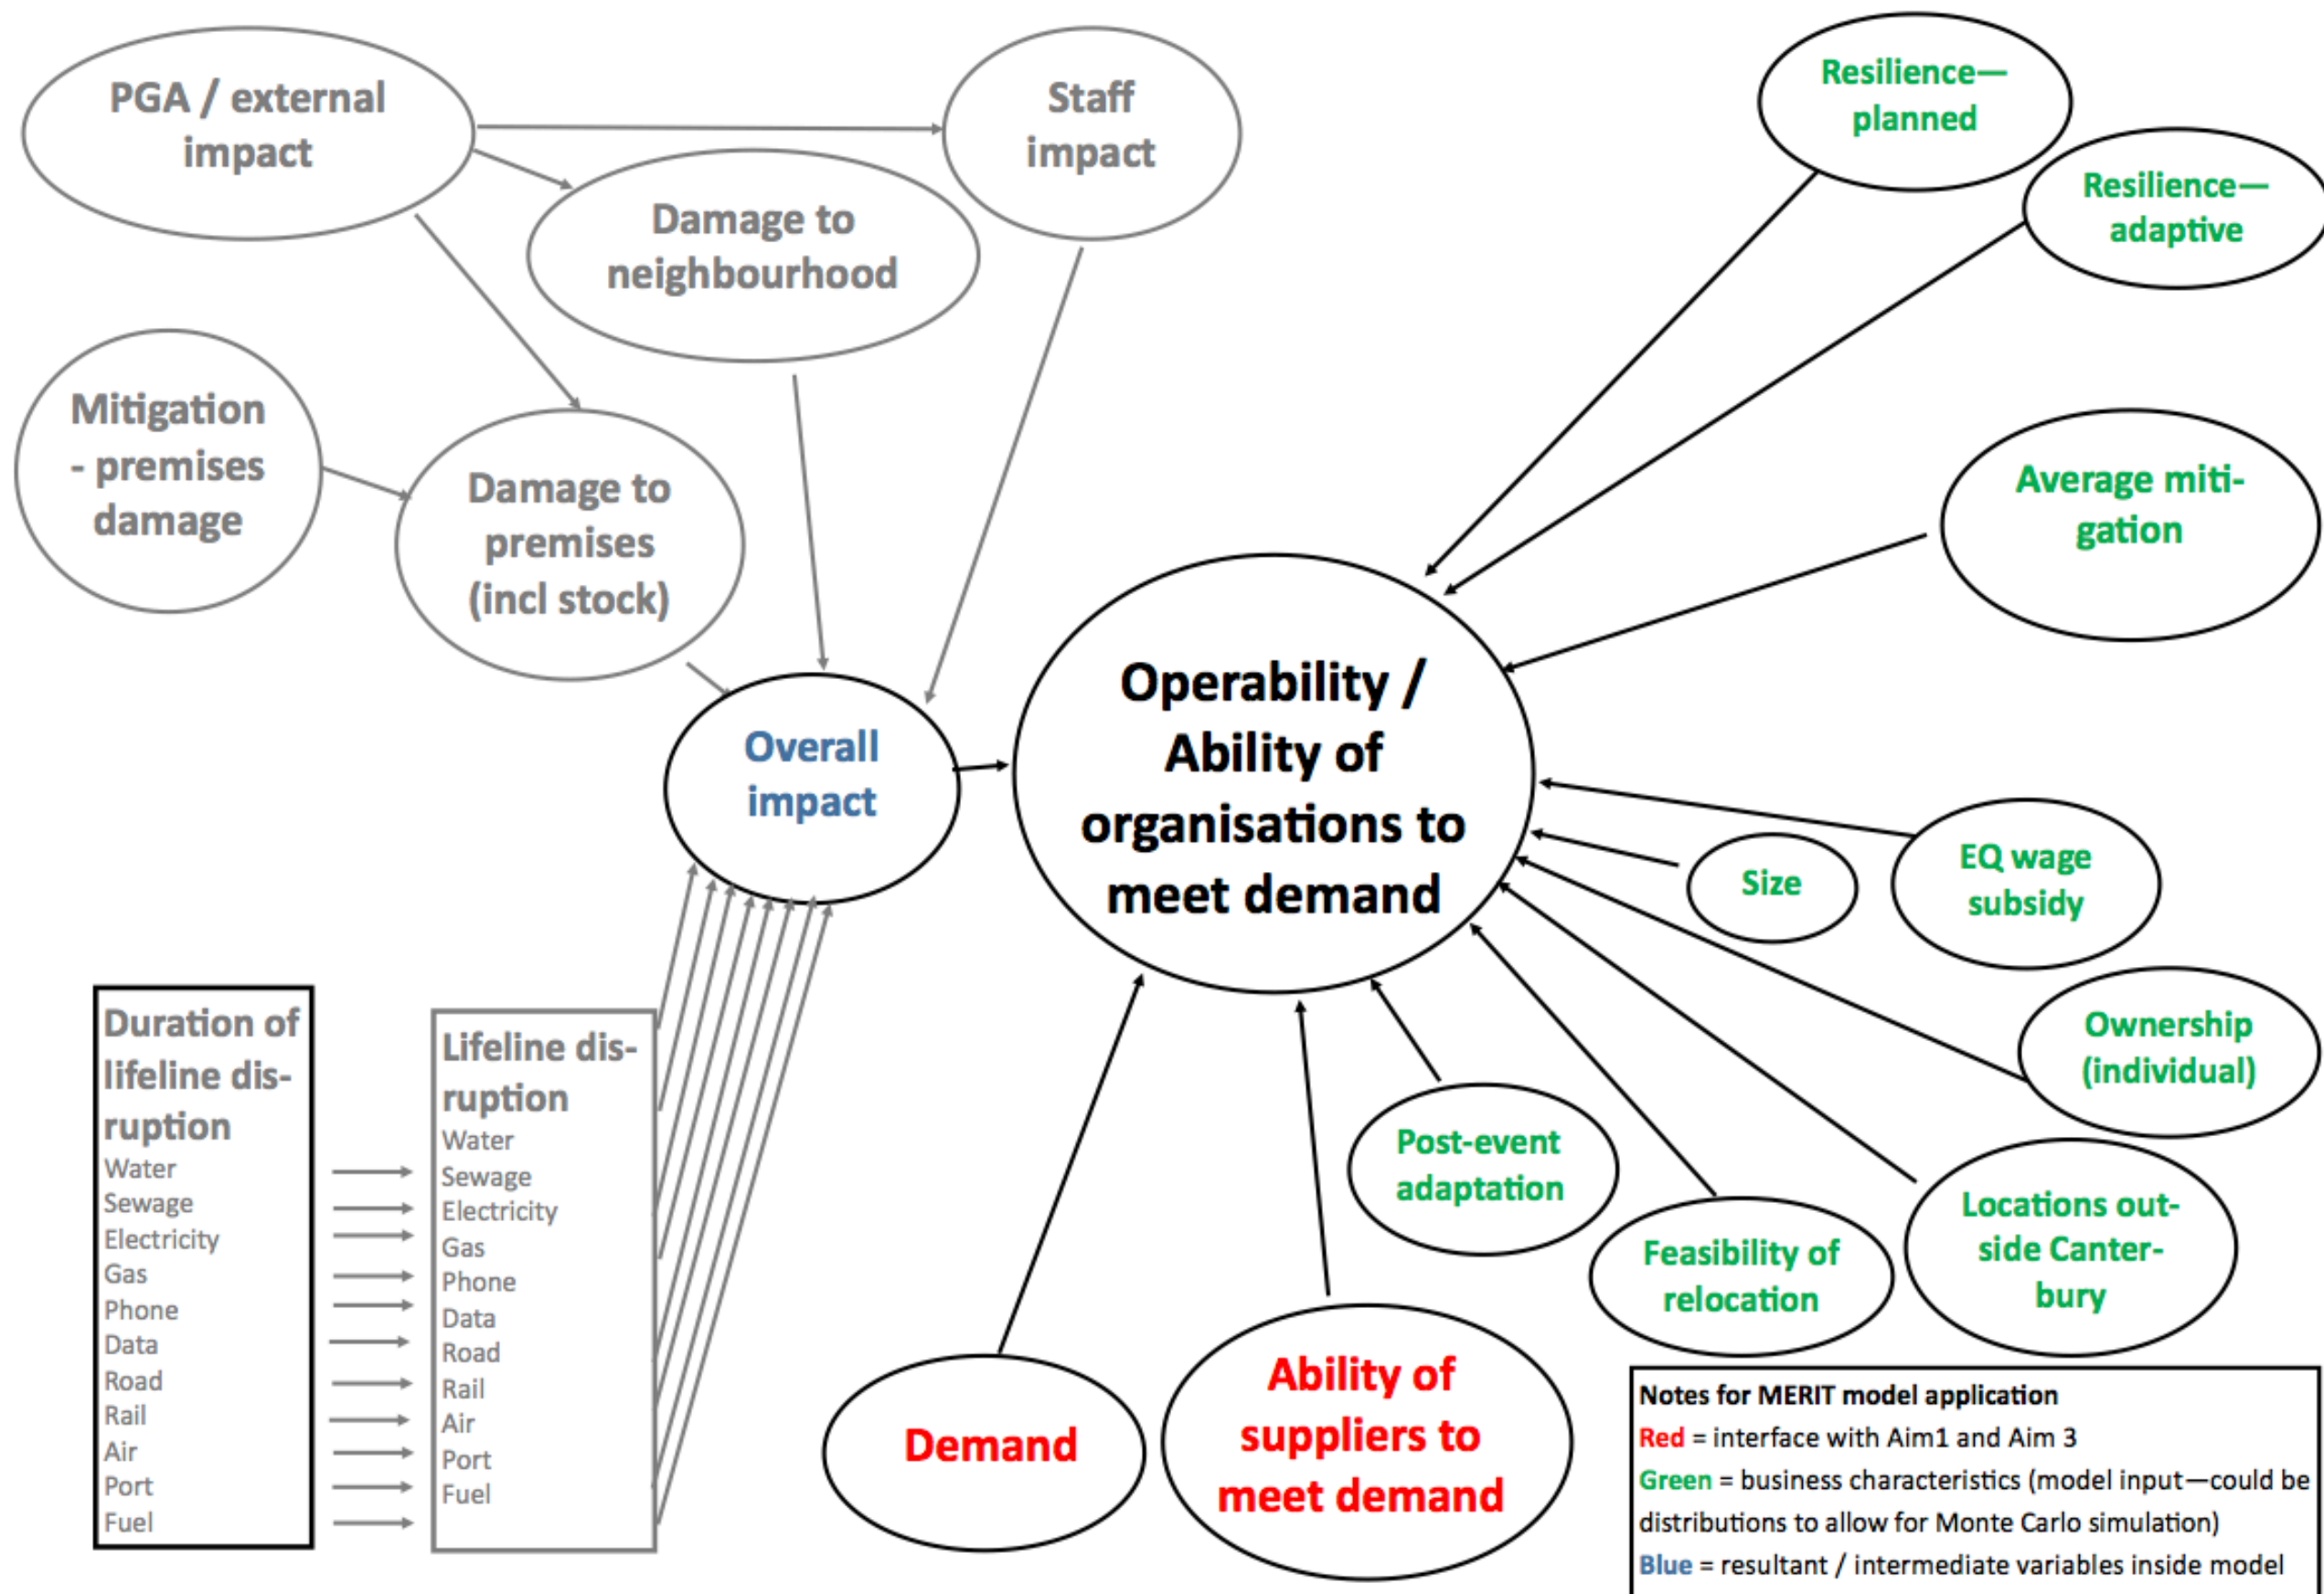 PGA / external
impact
Staff
impact
Damage to
neighbourhood
Mitigation
- premises
damage
Damage to
premises
(incl stock)
Overall
impact
Operability /
Ability of
organisations to
meet demand
Resilience—
planned
Resilience—
adaptive
Average miti-
gation
EQ wage
subsidy
Size
Ownership
(individual)
Locations out-
side Canter-
bury
Feasibility of
relocation
Post-event
adaptation
Ability of
suppliers to
meet demand
Demand
Duration of
lifeline dis-
ruption
Water
Sewage
Electricity
Gas
Phone
Data
Road
Rail
Air
Port
Fuel
Lifeline dis-
ruption
Water
Sewage
Electricity
Gas
Phone
Data
Road
Rail
Air
Port
Fuel
Notes for MERIT model application
Red = interface with Aim1 and Aim 3
Green = business characteristics (model input—could be
distributions to allow for Monte Carlo simulation)
Blue = resultant / intermediate variables inside model